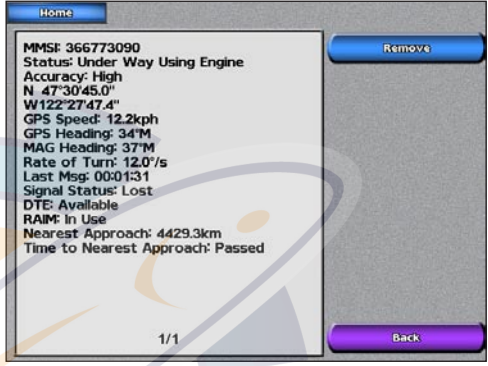 Home
MMSI: 366773090
Status: Under Way Using Engine
Accuracy: High
N  47°30'45.0"
W122°27'47.4"
GPS Speed: 12.2kph
GPS Heading: 34°M
MAG Heading: 37°M
Rate of Turn: 12.0°/s
Last Msg: 00:01:31
Signal Status: Lost
DTE: Available
RAIM: In Use
Nearest Approach: 4429.3km
Time to Nearest Approach: Passed
1/1
Remove
Back